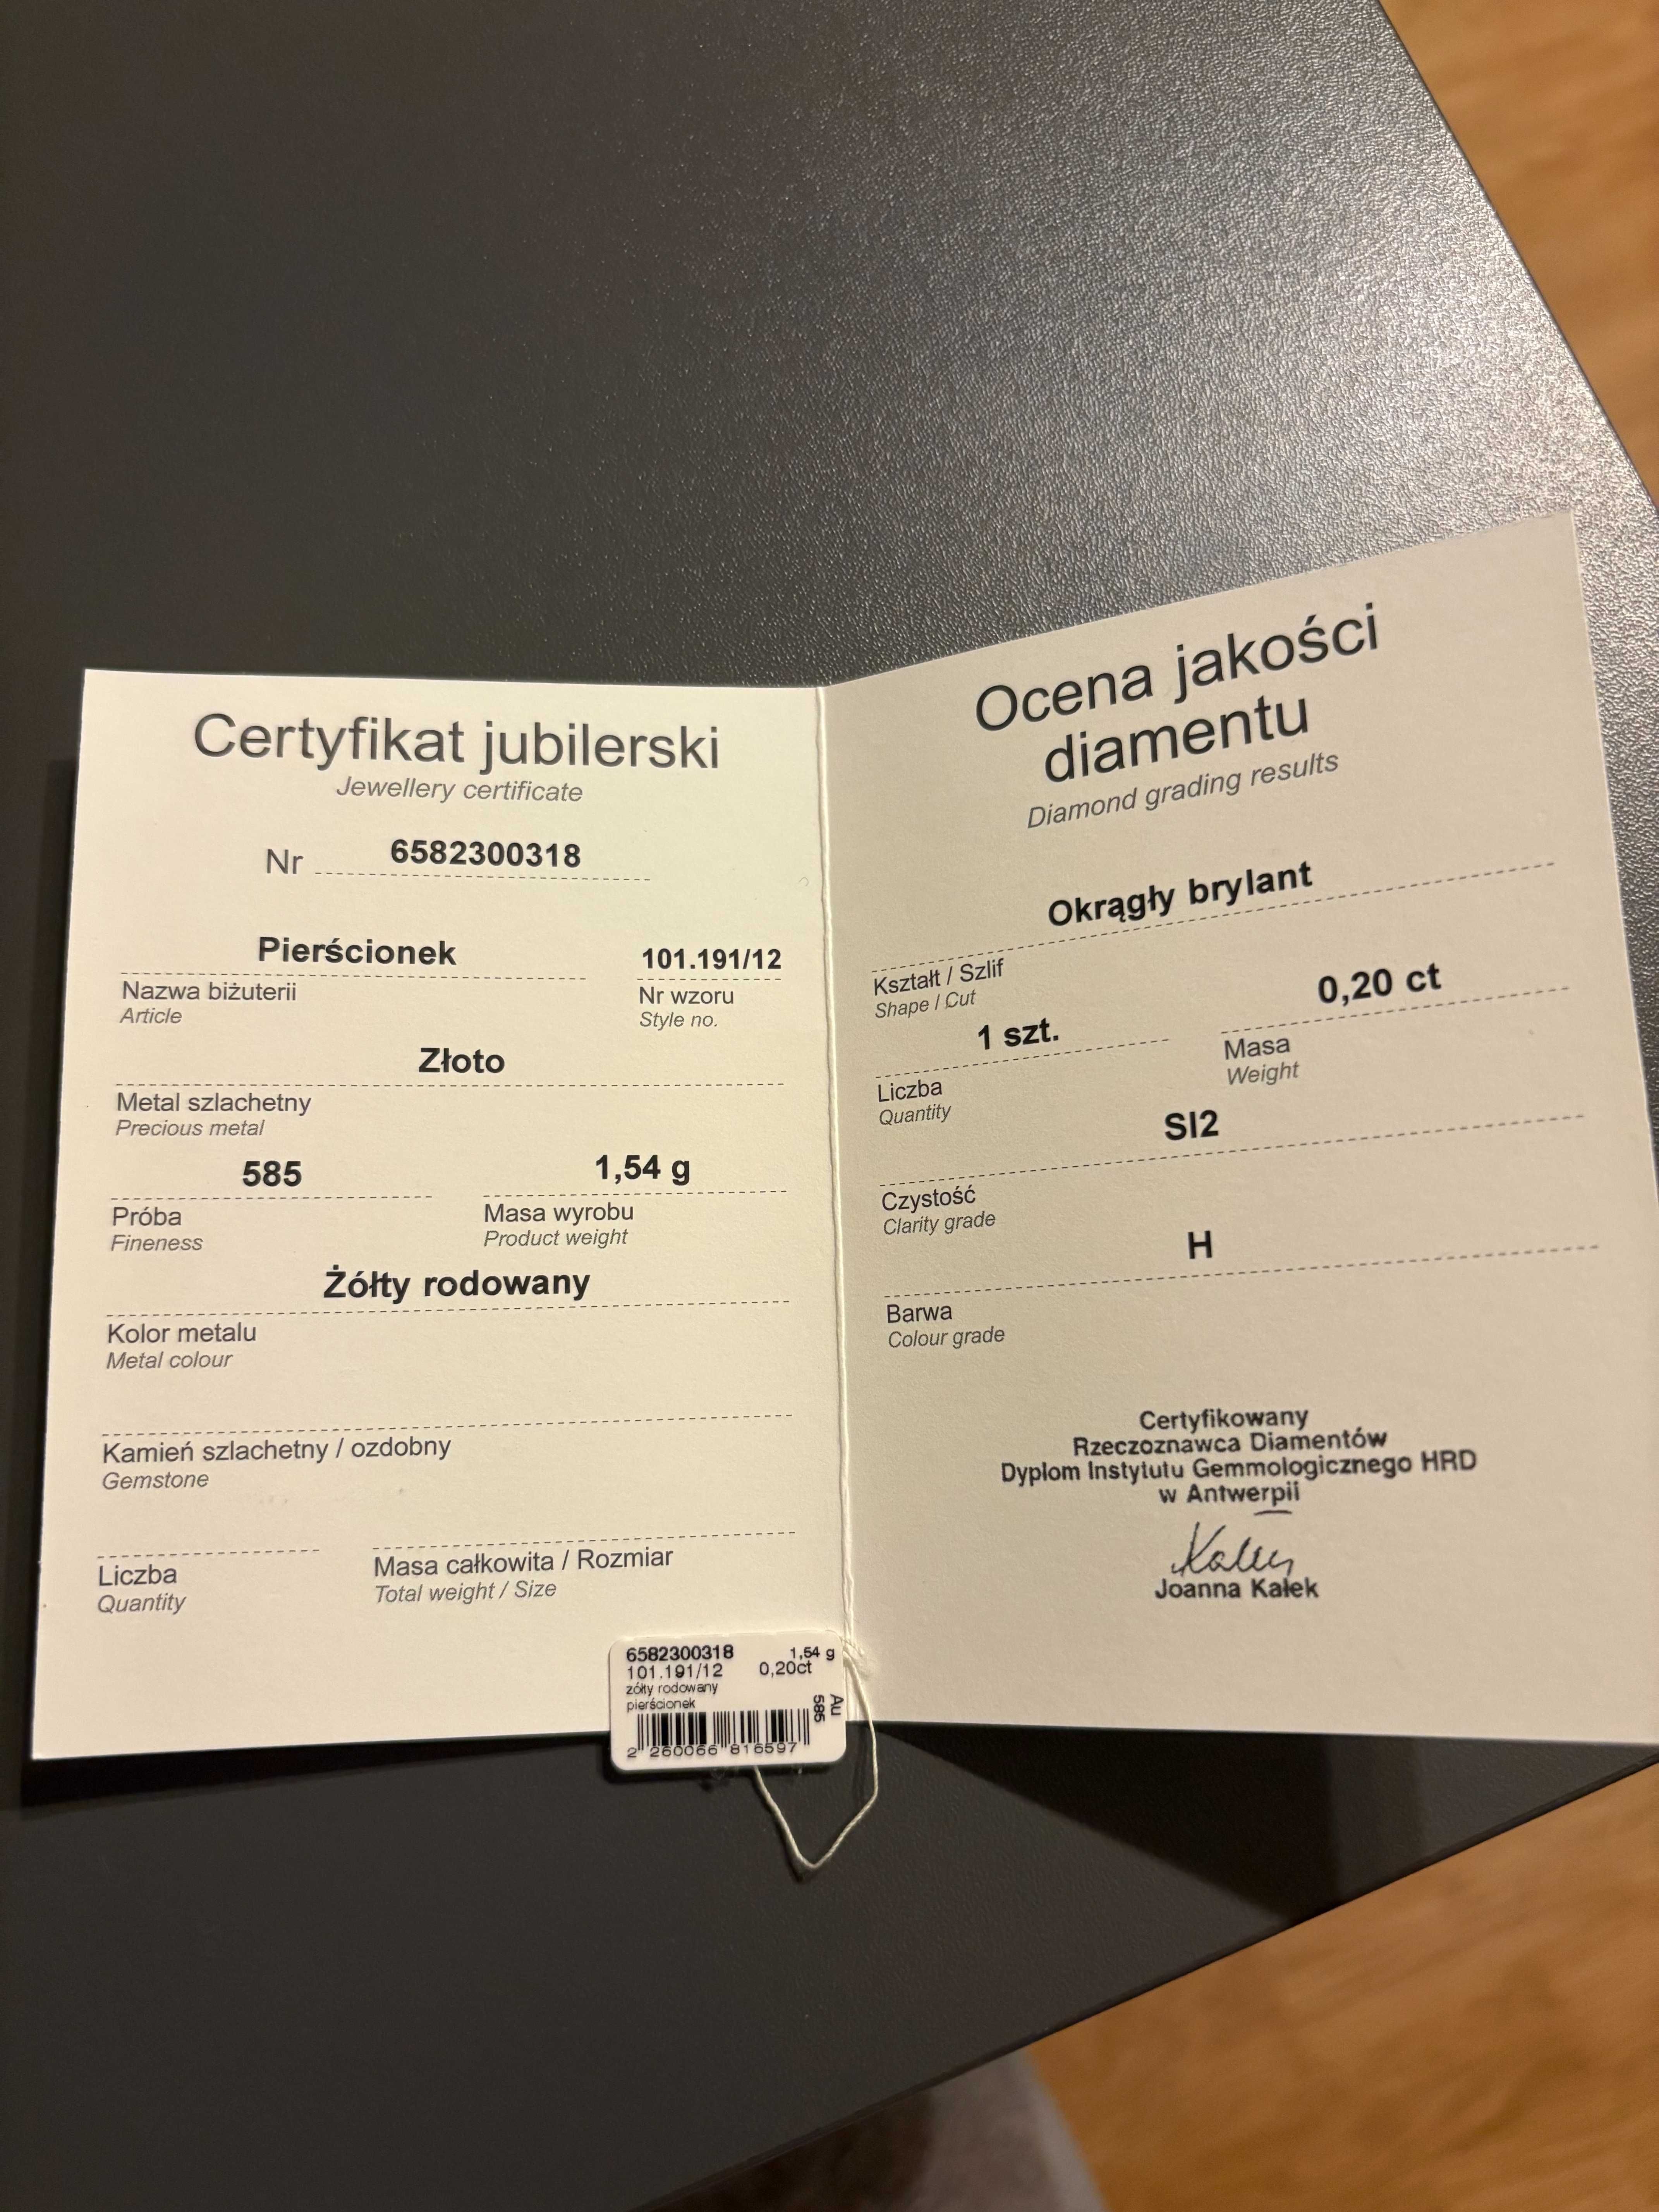 Certyfikat jubilerski
Jewellery certificate
Nr 6582300318
Pierścionek 101.191/12
Nazwa biżuterii Nr wzoru
Article Style no.
Złoto
Metal szlachetny
Precious metal
585 1,54 g
Próba Masa wyrobu
Fineness Product weight
Żółty rodowany
Kolor metalu
Metal colour
Kamień szlachetny / ozdobny
Gemstone
Liczba Masa całkowita / Rozmiar
Quantity Total weight / Size
Ocena jakości
diamentu
Diamond grading results
Okrągły brylant
Kształt / Szlif
Shape / Cut
1 szt. 0,20 ct
Liczba Masa
Quantity Weight
SI2
Czystość
Clarity grade
H
Barwa
Colour grade
Certyfikowany
Rzeczoznawca Diamentów
Dyplom Instytutu Gemmologicznego HRD
w Antwerpii
Joanna Kałek
6582300318 1,54 g
101.191/12 0,20ct
żółty rodowany
pierścionek
Au
585
2 260066 816597